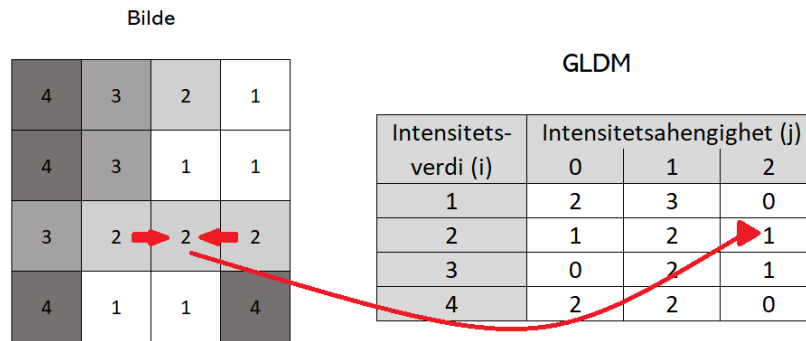 Bilde
4 3 2 1
4 3 1 1
3 2 2 2
4 1 1 4
GLDM
Intensitets- Intensitetsahengighet (j)
verdi (i) 0 1 2
1 2 3 0
2 1 2 1
3 0 2 1
4 2 2 0